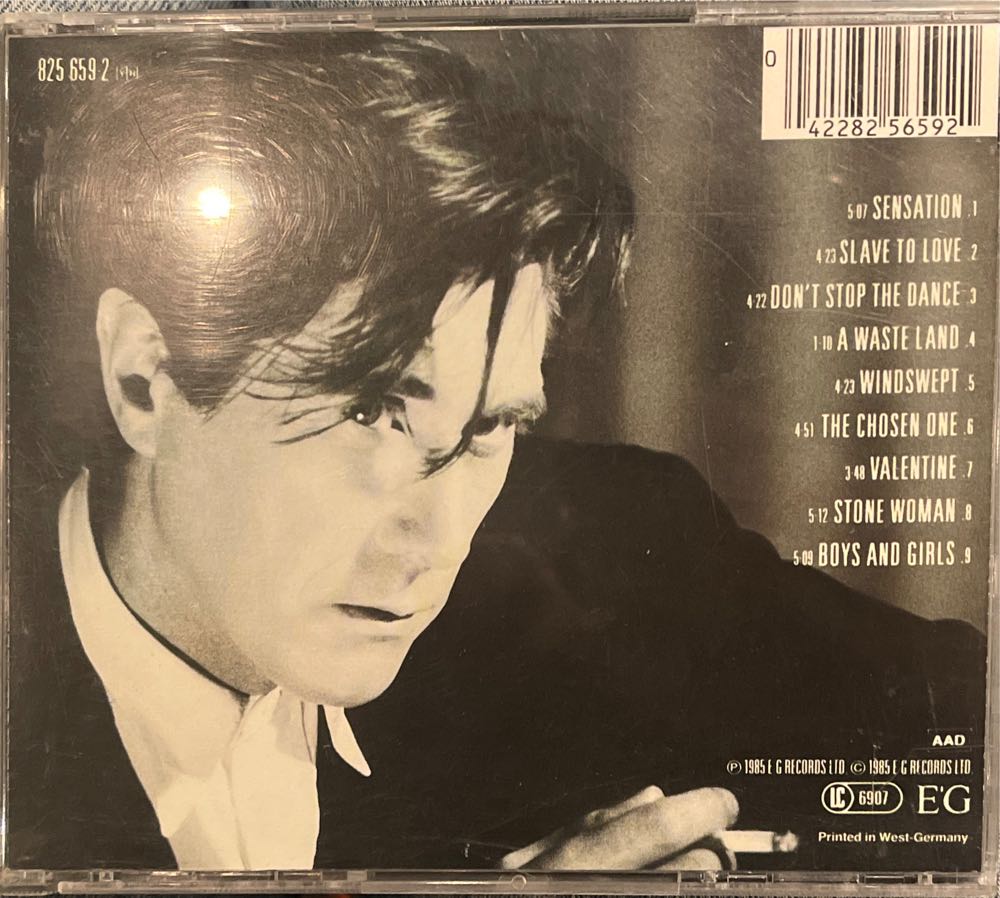 825 659 2
0
42282 56592
5·07 SENSATION .1
4·23 SLAVE TO LOVE .2
4·22 DON'T STOP THE DANCE .3
1·10 A WASTE LAND .4
4·23 WINDSWEPT .5
4·51 THE CHOSEN ONE .6
3·48 VALENTINE .7
5·12 STONE WOMAN .8
5·09 BOYS AND GIRLS .9
AAD
℗ 1985 E G RECORDS LTD © 1985 E G RECORDS LTD
LC 6907 E'G
Printed in West-Germany